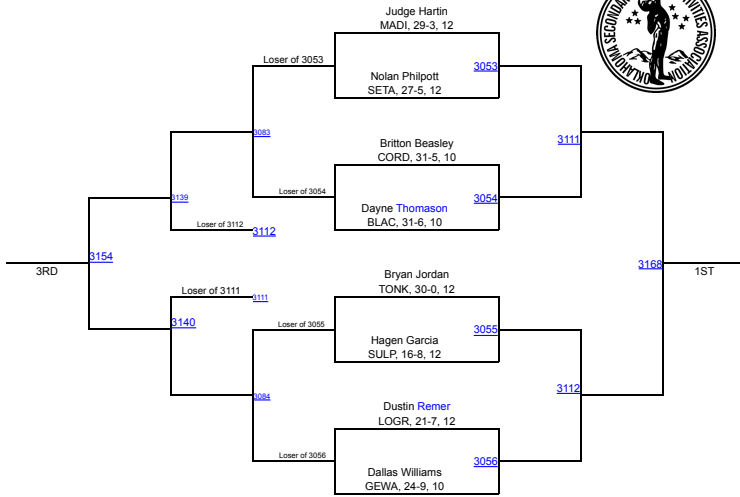 Judge Hartin
MADI, 29-3, 12
Loser of 3053
3053
Nolan Philpott
SETA, 27-5, 12
3083
3111
Britton Beasley
CORD, 31-5, 10
Loser of 3054
3139
3054
Dayne Thomason
BLAC, 31-6, 10
Loser of 3112
3112
3154
3RD
3168
1ST
Bryan Jordan
TONK, 30-0, 12
Loser of 3111
3111
3140
Loser of 3055
3055
Hagen Garcia
SULP, 16-8, 12
3084
3112
Dustin Remer
LOGR, 21-7, 12
Loser of 3056
3056
Dallas Williams
GEWA, 24-9, 10
OKLAHOMA
ASSOCIATION